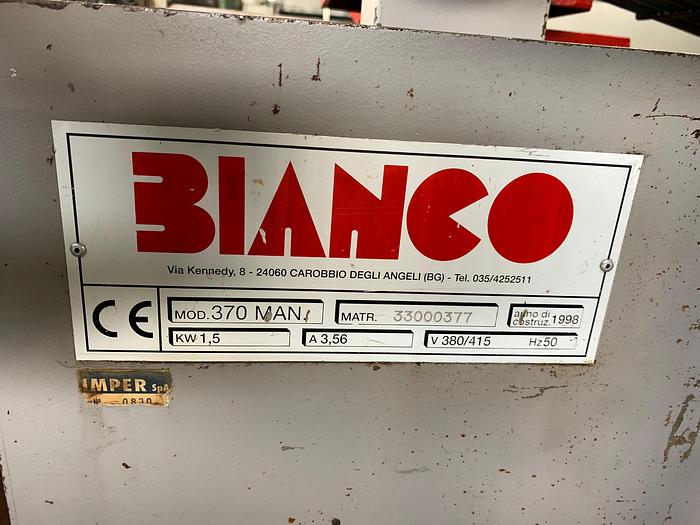 BIANCO
Via Kennedy, 8 - 24060 CAROBBIO DEGLI ANGELI (BG) - Tel. 035/4252511
CE
MOD. 370 MAN. MATR. 33000377 anno di costruz. 1998
KW 1,5 A 3,56 V 380/415 Hz 50
IMPER SpA
N° 0830